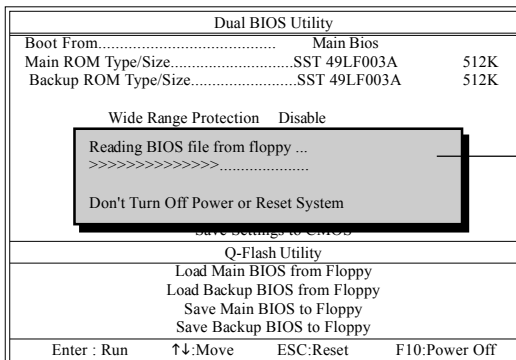 Dual BIOS Utility
Boot From........................................ Main Bios
Main ROM Type/Size............................SST 49LF003A 512K
Backup ROM Type/Size........................SST 49LF003A 512K
Wide Range Protection Disable
Reading BIOS file from floppy ...
>>>>>>>>>>>>>>.....................
Don't Turn Off Power or Reset System
Save Settings to CMOS
Q-Flash Utility
Load Main BIOS from Floppy
Load Backup BIOS from Floppy
Save Main BIOS to Floppy
Save Backup BIOS to Floppy
Enter : Run ↑↓:Move ESC:Reset F10:Power Off